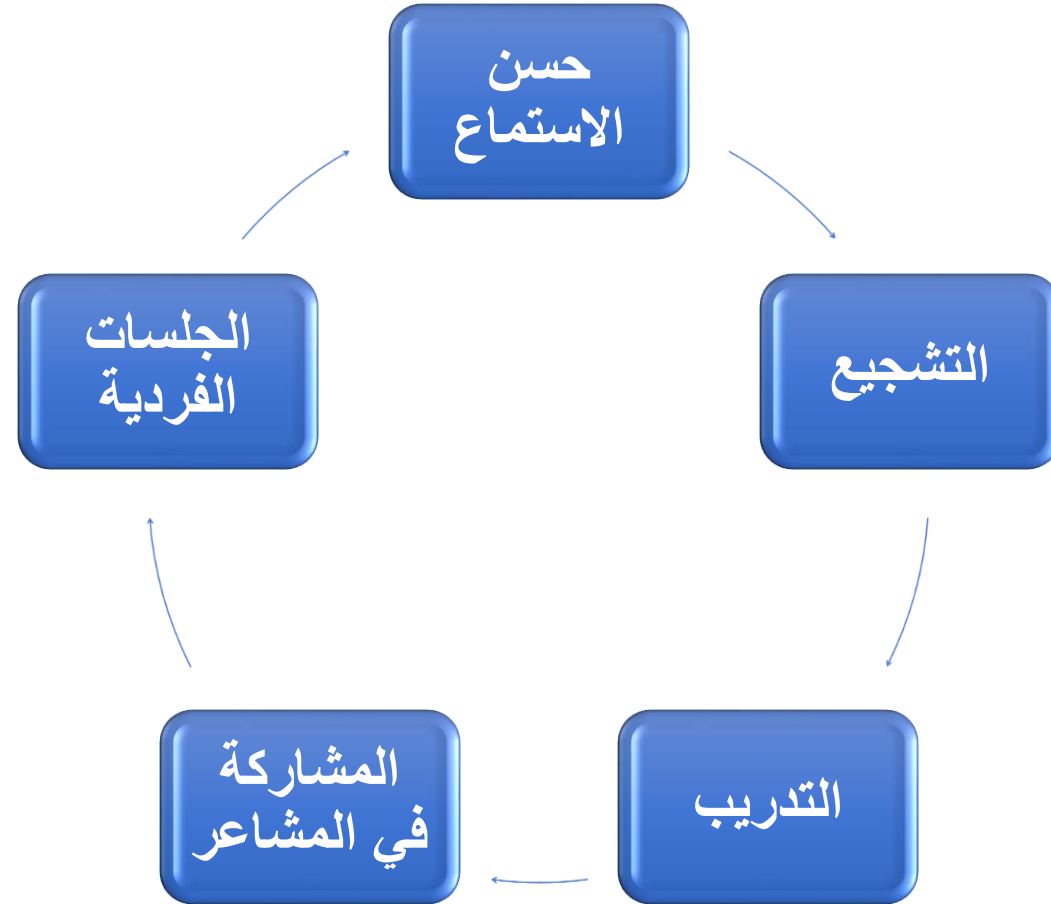 حسن
الاستماع
التشجيع
التدريب
المشاركة
في المشاعر
الجلسات
الفردية